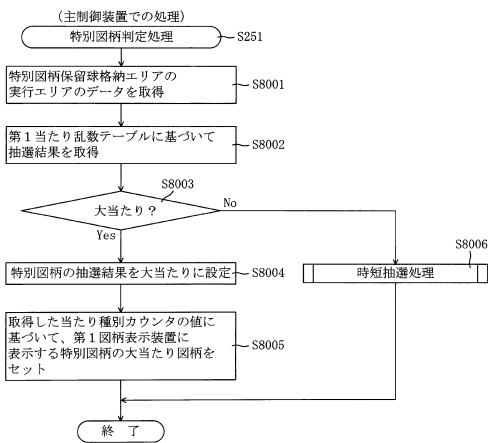 (主制御装置での処理)
特別図柄判定処理
S251
特別図柄保留球格納エリアの
実行エリアのデータを取得
S8001
第1当たり乱数テーブルに基づいて
抽選結果を取得
S8002
S8003
大当たり?
No
Yes
S8006
特別図柄の抽選結果を大当たりに設定
S8004
時短抽選処理
取得した当たり種別カウンタの値に
基づいて、第1図柄表示装置に
表示する特別図柄の大当たり図柄を
セット
S8005
終 了